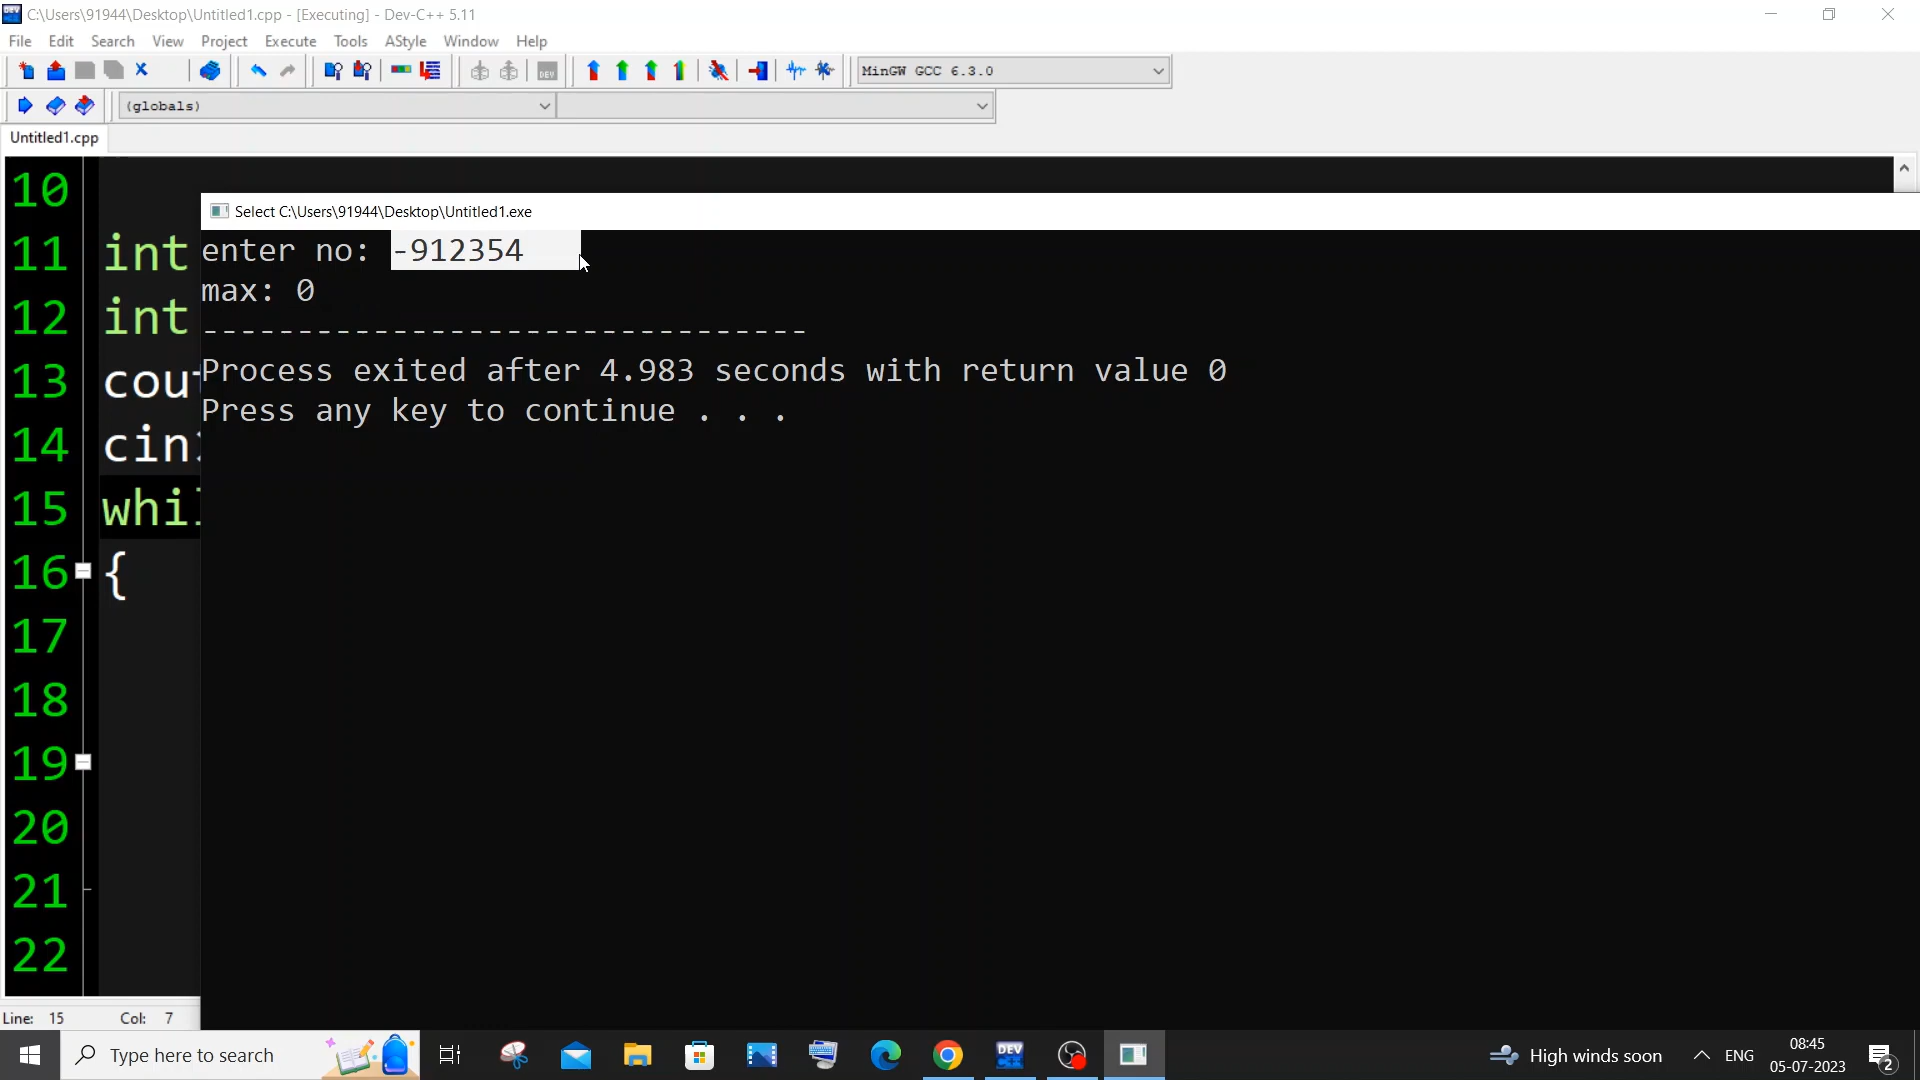 C:\Users\91944\Desktop\Untitled1.cpp - [Executing] - Dev-C++ 5.11
File Edit Search View Project Execute Tools AStyle Window Help
DEV
MinGW GCC 6.3.0
(globals)
Untitled1.cpp
10
Select C:\Users\91944\Desktop\Untitled1.exe
11 int
enter no: -912354
max: 0
12 int
--------------------------------
13 cout
Process exited after 4.983 seconds with return value 0
Press any key to continue . . .
14 cin>
15 whil
16 {
17
18
19
20
21
22
Line: 15 Col: 7
Type here to search
DEV
High winds soon
ENG
08:45
05-07-2023
2